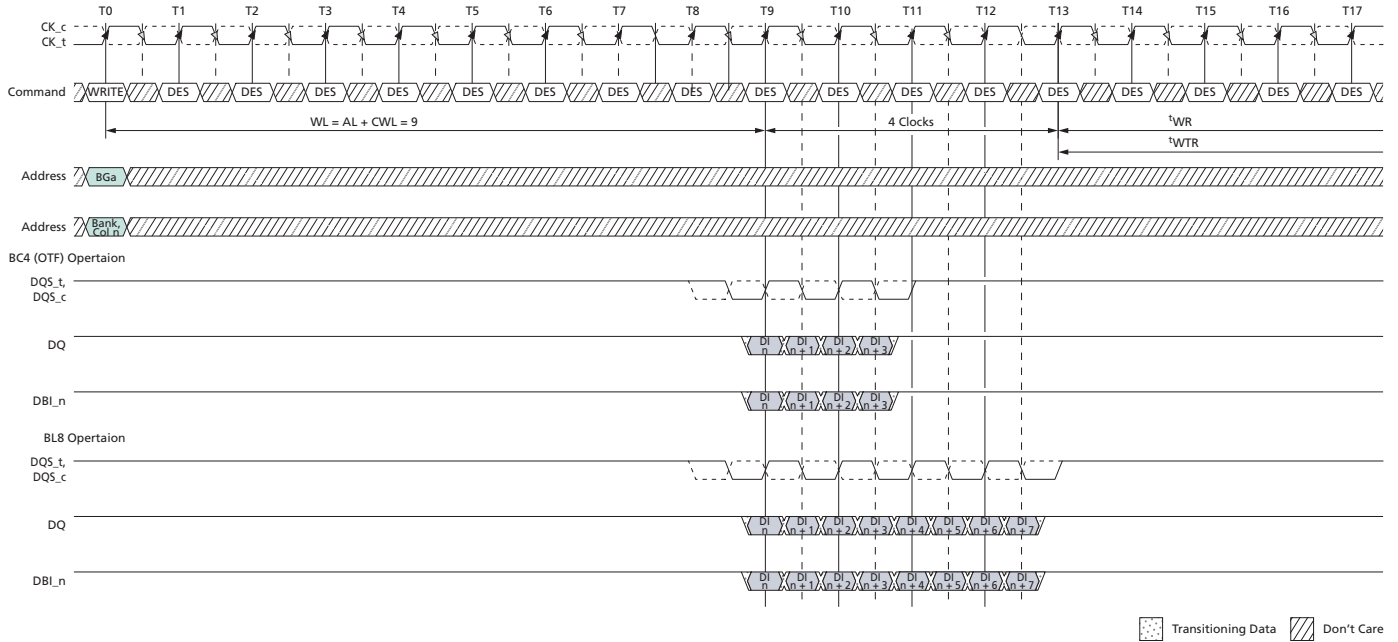 T0 T1 T2 T3 T4 T5 T6 T7 T8 T9 T10 T11 T12 T13 T14 T15 T16 T17
CK_c
CK_t
Command WRITE DES DES DES DES DES DES DES DES DES DES DES DES DES DES DES DES DES
WL = AL + CWL = 9 4 Clocks tWR
tWTR
Address BGa
Address Bank, Col n
BC4 (OTF) Opertaion
DQS_t,
DQS_c
DQ DI n DI n + 1 DI n + 2 DI n + 3
DBI_n DI n DI n + 1 DI n + 2 DI n + 3
BL8 Opertaion
DQS_t,
DQS_c
DQ DI n DI n + 1 DI n + 2 DI n + 3 DI n + 4 DI n + 5 DI n + 6 DI n + 7
DBI_n DI n DI n + 1 DI n + 2 DI n + 3 DI n + 4 DI n + 5 DI n + 6 DI n + 7
Transitioning Data Don't Care